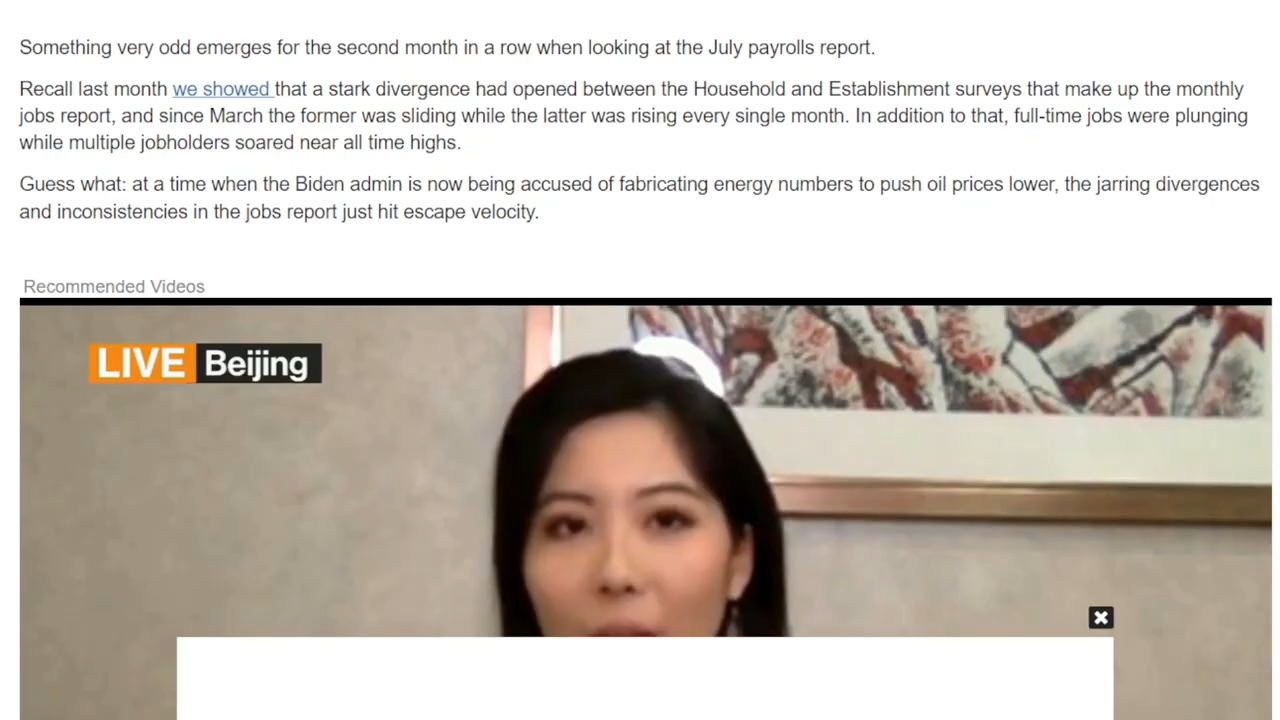 Something very odd emerges for the second month in a row when looking at the July payrolls report.
Recall last month we showed that a stark divergence had opened between the Household and Establishment surveys that make up the monthly
jobs report, and since March the former was sliding while the latter was rising every single month. In addition to that, full-time jobs were plunging
while multiple jobholders soared near all time highs.
Guess what: at a time when the Biden admin is now being accused of fabricating energy numbers to push oil prices lower, the jarring divergences
and inconsistencies in the jobs report just hit escape velocity.
Recommended Videos
LIVE Beijing